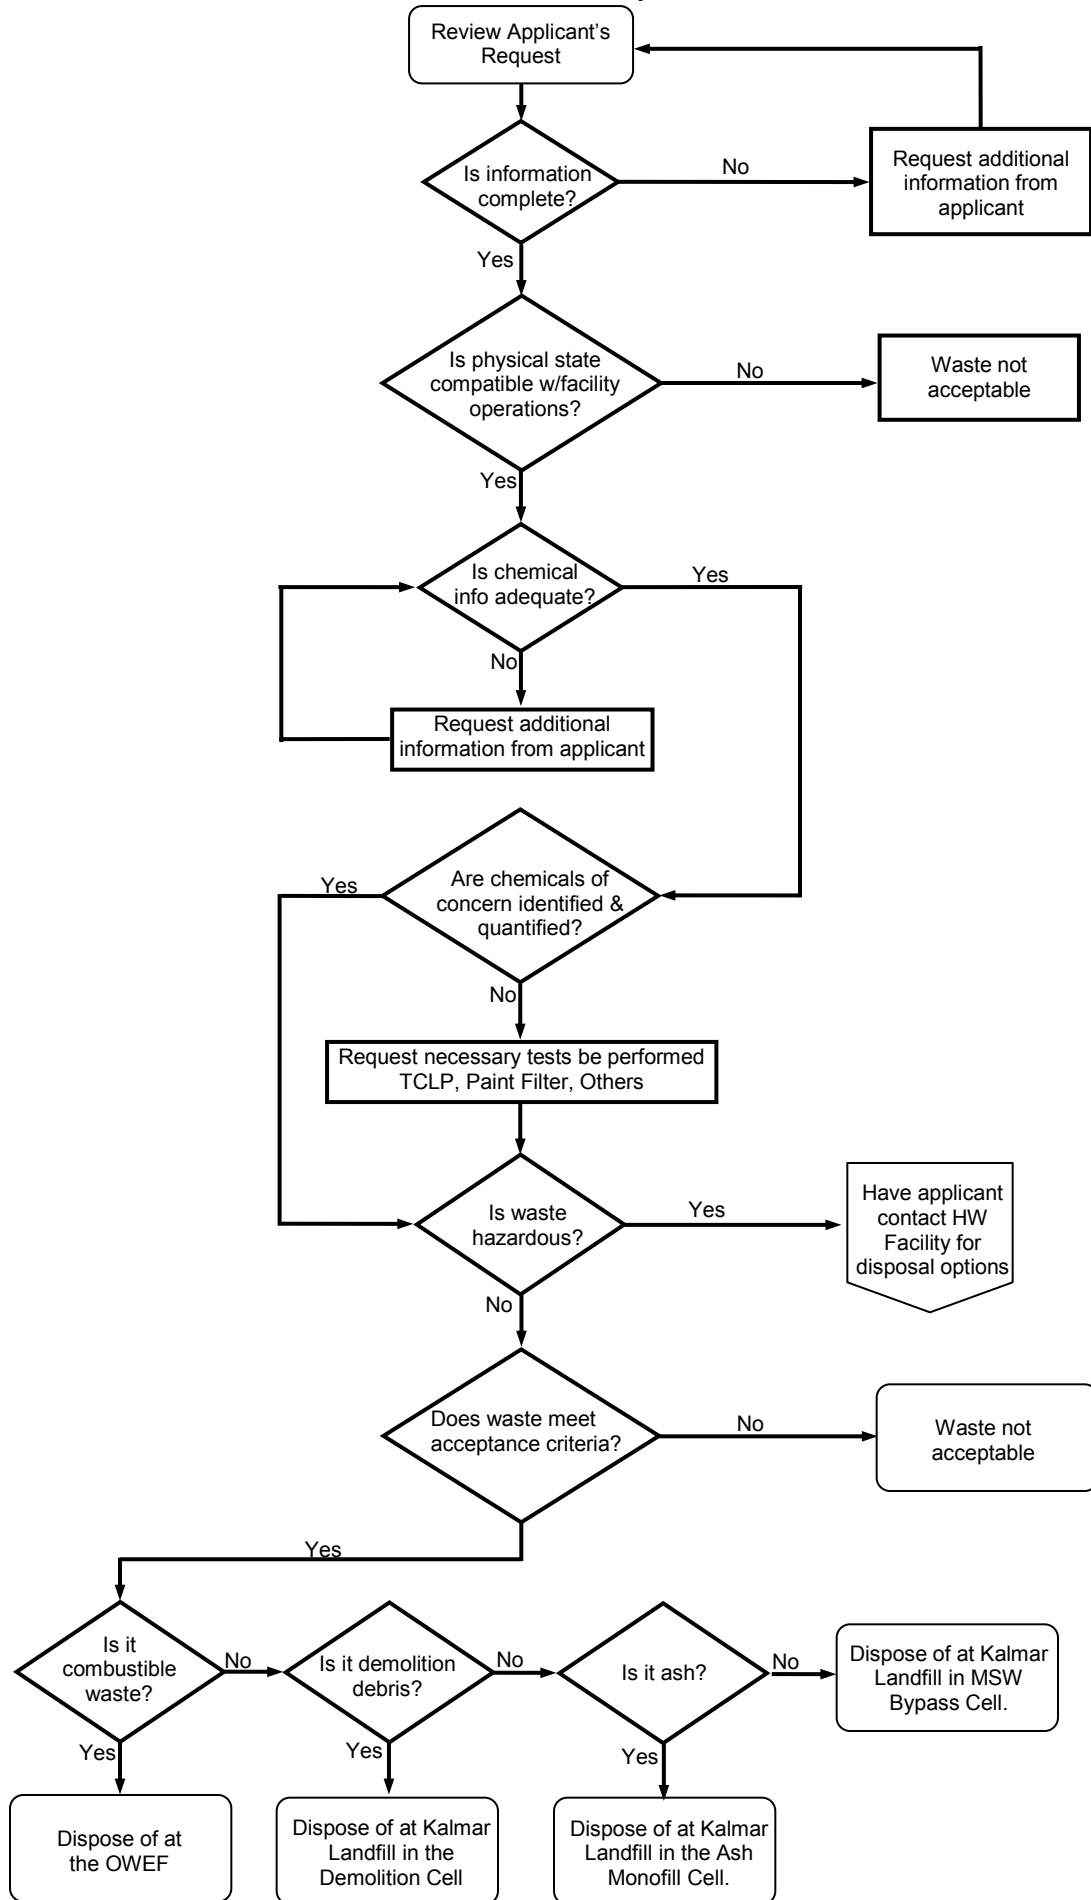 Review Applicant's
Request
Is information
complete?
No
Request additional
information from
applicant
Yes
Is physical state
compatible w/facility
operations?
No
Waste not
acceptable
Yes
Is chemical
info adequate?
Yes
No
Request additional
information from applicant
Are chemicals of
concern identified &
quantified?
Yes
No
Request necessary tests be performed
TCLP, Paint Filter, Others
Is waste
hazardous?
Yes
Have applicant
contact HW
Facility for
disposal options
No
Does waste meet
acceptance criteria?
No
Waste not
acceptable
Yes
Is it
combustible
waste?
No
Is it demolition
debris?
No
Is it ash?
No
Dispose of at Kalmar
Landfill in MSW
Bypass Cell.
Yes
Yes
Yes
Dispose of at
the OWEF
Dispose of at Kalmar
Landfill in the
Demolition Cell
Dispose of at Kalmar
Landfill in the Ash
Monofill Cell.